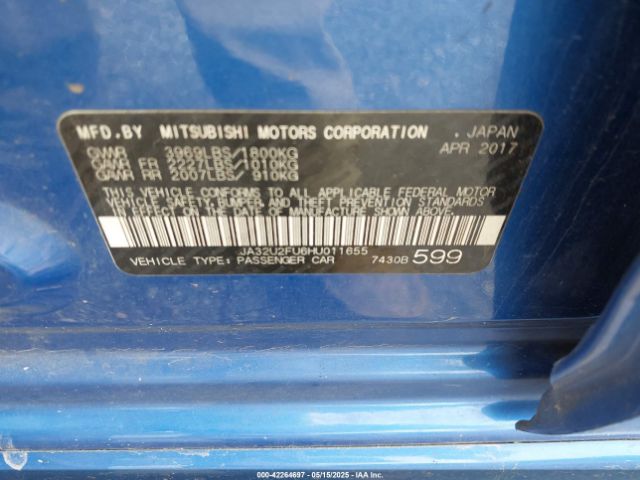 MFD.BY MITSUBISHI MOTORS CORPORATION . JAPAN
GVWR 3969LBS/1800KG APR 2017
GAWR FR 2227LBS/1010KG
GAWR RR 2007LBS/ 910KG
THIS VEHICLE CONFORMS TO ALL APPLICABLE FEDERAL MOTOR
VEHICLE SAFETY, BUMPER, AND THEFT PREVENTION STANDARDS
IN EFFECT ON THE DATE OF MANUFACTURE SHOWN ABOVE.
JA32U2FU6HU011655
VEHICLE TYPE: PASSENGER CAR 7430B 599
000-42264697 - 05/15/2025 - IAA Inc.